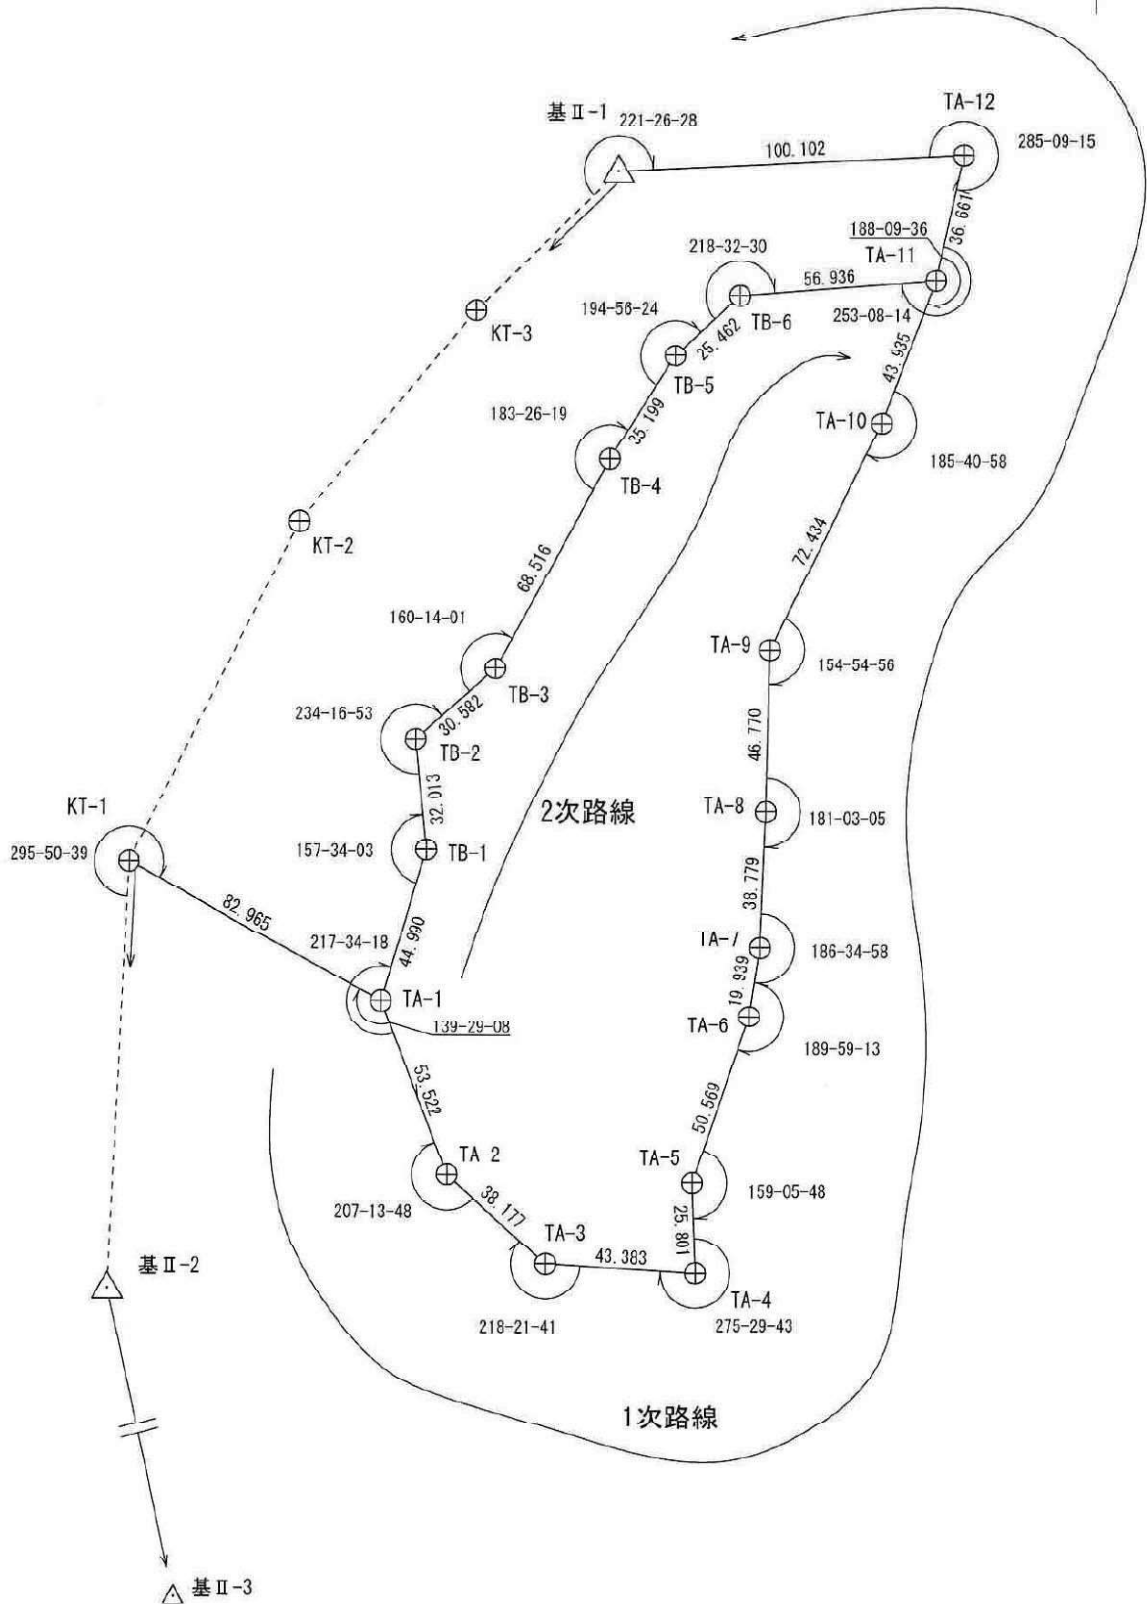 TA-12
基Ⅱ-1
221-26-28
285-09-15
100.102
36.661
188-09-36
218-32-30
TA-11
56.936
194-56-24
TB-6
253-08-14
KT-3
25.462
TB-5
43.935
183-26-19
35.199
TA-10
TB-4
185-40-58
KT-2
72.434
68.516
160-14-01
TA-9
154-54-56
TB-3
234-16-53
30.582
TB-2
46.770
KT-1
32.013
2次路線
TA-8
181-03-05
295-50-39
157-34-03
TB-1
38.779
82.965
217-34-18
44.990
TA-7
186-34-58
19.939
TA-1
TA-6
139-29-08
189-59-13
53.522
50.569
TA 2
TA-5
207-13-48
38.177
159-05-48
TA-3
25.801
基Ⅱ-2
43.383
TA-4
218-21-41
275-29-43
1次路線
基Ⅱ-3